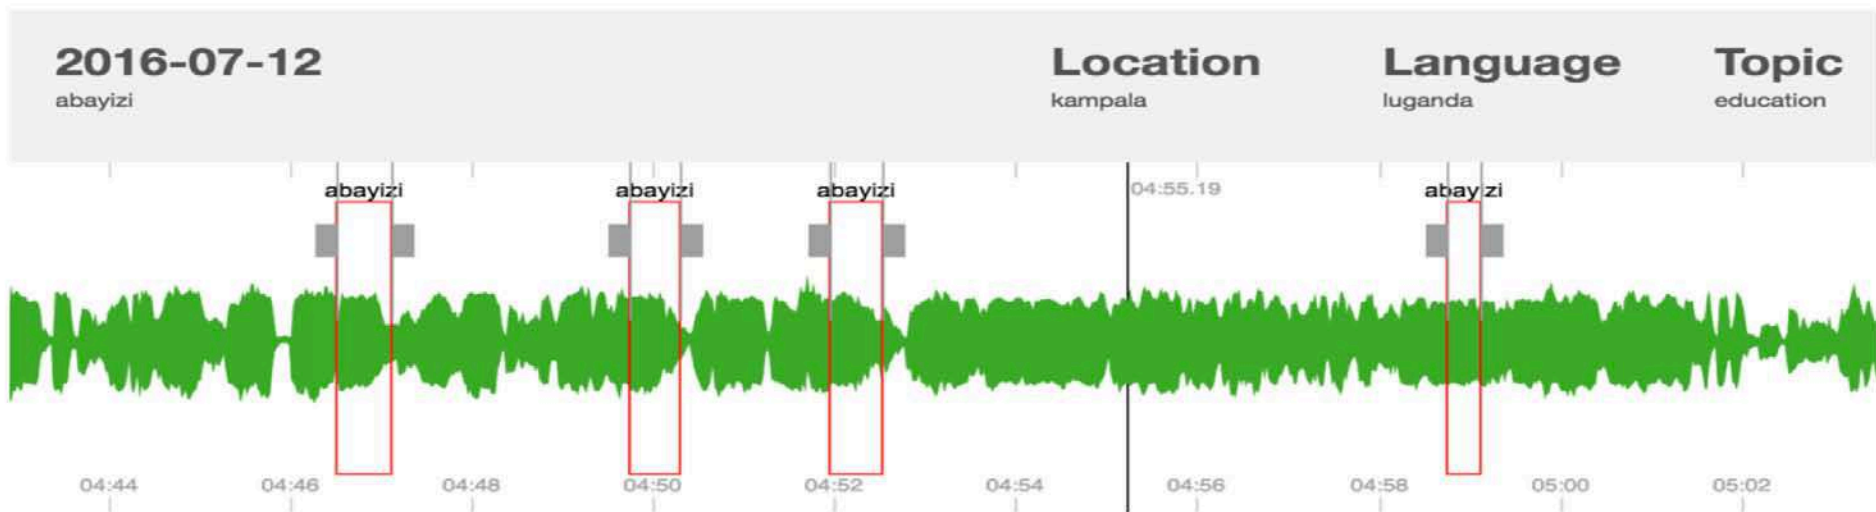 2016-07-12 Location Language Topic
abayizi kampala luganda education
abayizi abayizi abayizi 04:55.19 abayizi
04:44 04:46 04:48 04:50 04:52 04:54 04:56 04:58 05:00 05:02